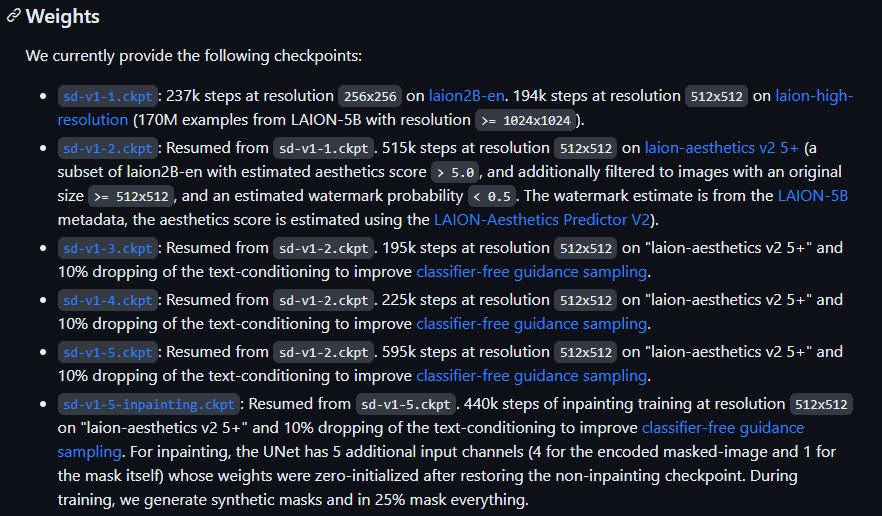 Weights
We currently provide the following checkpoints:
• sd-v1-1.ckpt: 237k steps at resolution 256x256 on laion2B-en. 194k steps at resolution 512x512 on laion-high-
resolution (170M examples from LAION-5B with resolution >= 1024x1024).
• sd-v1-2.ckpt: Resumed from sd-v1-1.ckpt. 515k steps at resolution 512x512 on laion-aesthetics v2 5+ (a
subset of laion2B-en with estimated aesthetics score > 5.0, and additionally filtered to images with an original
size >= 512x512, and an estimated watermark probability < 0.5. The watermark estimate is from the LAION-5B
metadata, the aesthetics score is estimated using the LAION-Aesthetics Predictor V2).
• sd-v1-3.ckpt: Resumed from sd-v1-2.ckpt. 195k steps at resolution 512x512 on "laion-aesthetics v2 5+" and
10% dropping of the text-conditioning to improve classifier-free guidance sampling.
• sd-v1-4.ckpt: Resumed from sd-v1-2.ckpt. 225k steps at resolution 512x512 on "laion-aesthetics v2 5+" and
10% dropping of the text-conditioning to improve classifier-free guidance sampling.
• sd-v1-5.ckpt: Resumed from sd-v1-2.ckpt. 595k steps at resolution 512x512 on "laion-aesthetics v2 5+" and
10% dropping of the text-conditioning to improve classifier-free guidance sampling.
• sd-v1-5-inpainting.ckpt: Resumed from sd-v1-5.ckpt. 440k steps of inpainting training at resolution 512x512
on "laion-aesthetics v2 5+" and 10% dropping of the text-conditioning to improve classifier-free guidance
sampling. For inpainting, the UNet has 5 additional input channels (4 for the encoded masked-image and 1 for
the mask itself) whose weights were zero-initialized after restoring the non-inpainting checkpoint. During
training, we generate synthetic masks and in 25% mask everything.